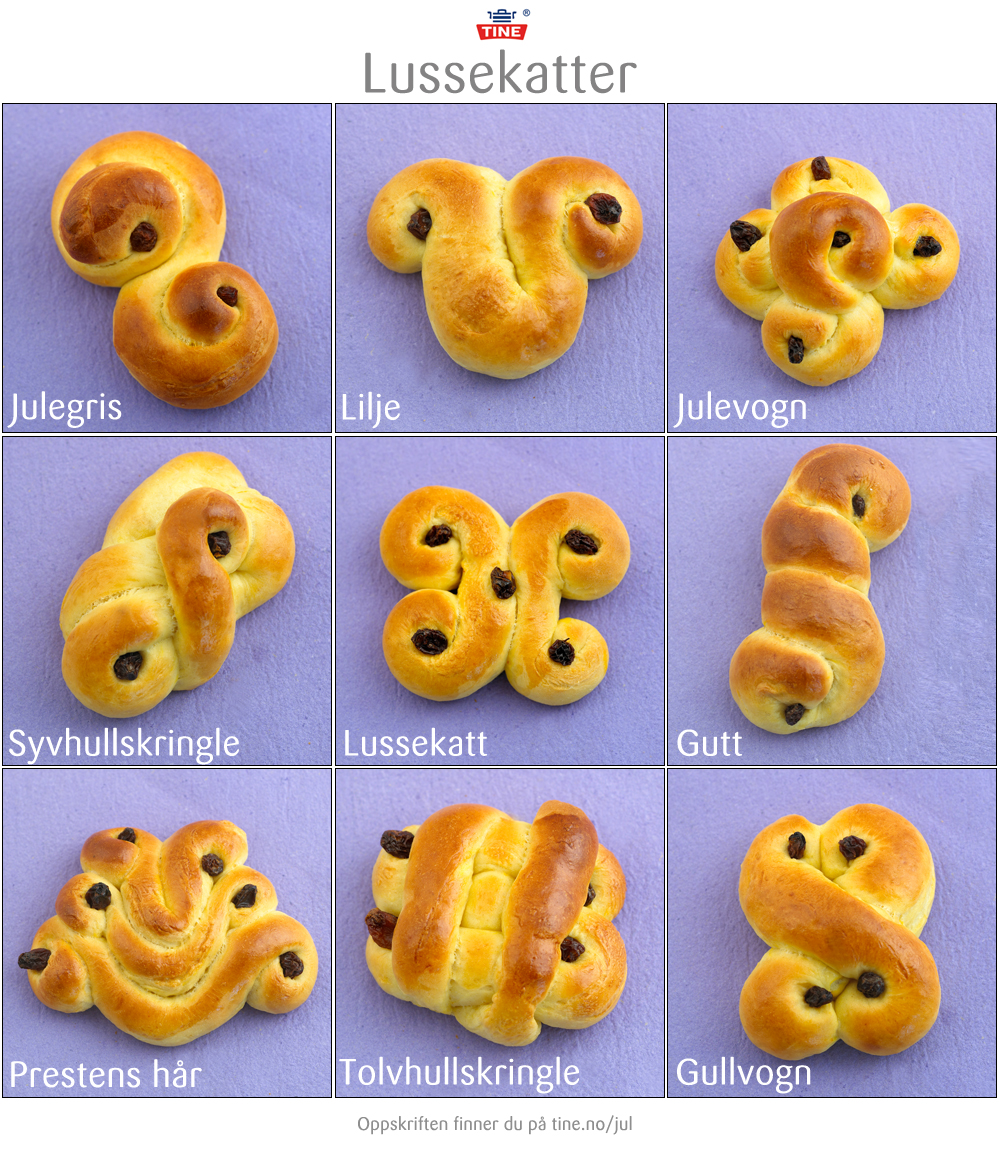 TINE ®
Lussekatter
Julegris
Lilje
Julevogn
Syvhullskringle
Lussekatt
Gutt
Prestens hår
Tolvhullskringle
Gullvogn
Oppskriften finner du på tine.no/jul